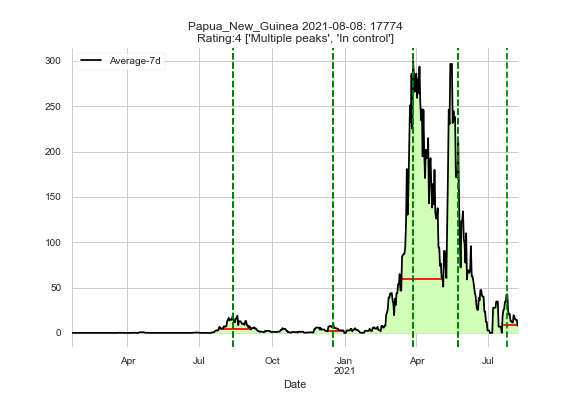 Papua_New_Guinea 2021-08-08: 17774
Rating:4 ['Multiple peaks', 'In control']
Average-7d
300
250
200
150
100
50
0
Apr Jul Oct Jan Apr Jul
2021
Date